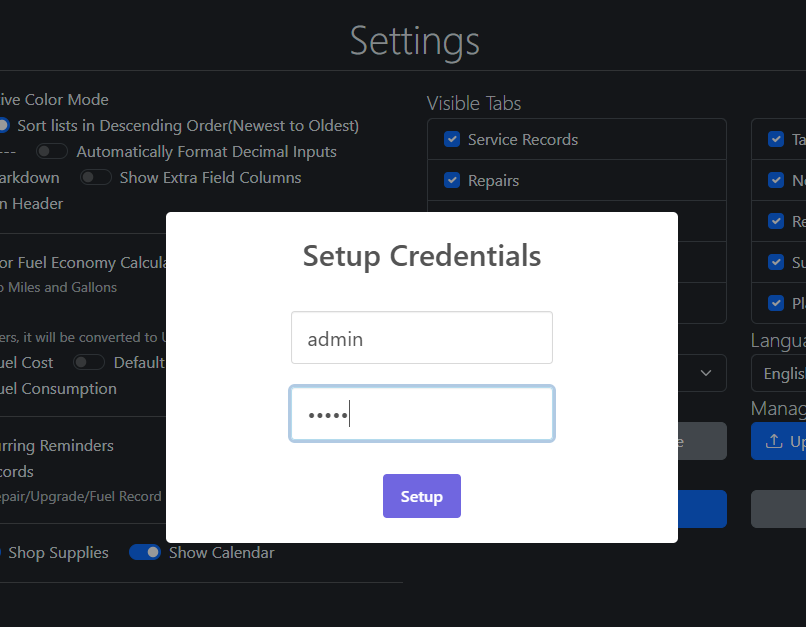 Settings
ive Color Mode
Sort lists in Descending Order(Newest to Oldest)
--- Automatically Format Decimal Inputs
arkdown Show Extra Field Columns
n Header
or Fuel Economy Calcula
o Miles and Gallons
ers, it will be converted to U
uel Cost Default
uel Consumption
rring Reminders
cords
epair/Upgrade/Fuel Record
Shop Supplies Show Calendar
Visible Tabs
Service Records
Repairs
Ta
No
Re
Su
Pla
Langua
English
Manag
e
Up
Setup Credentials
admin
•••••
Setup